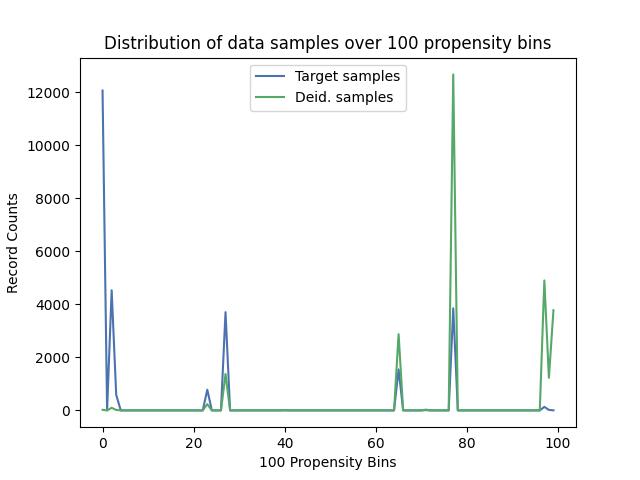 Distribution of data samples over 100 propensity bins
Target samples
Deid. samples
12000
10000
8000
6000
4000
2000
0
Record Counts
0 20 40 60 80 100
100 Propensity Bins